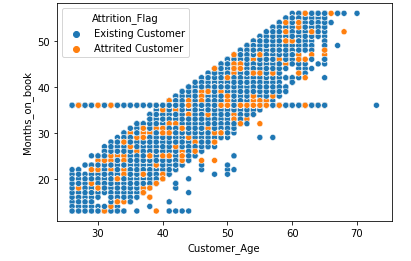 Attrition_Flag
Existing Customer
Attrited Customer
50
40
30
20
Months_on_book
30
40
50
60
70
Customer_Age